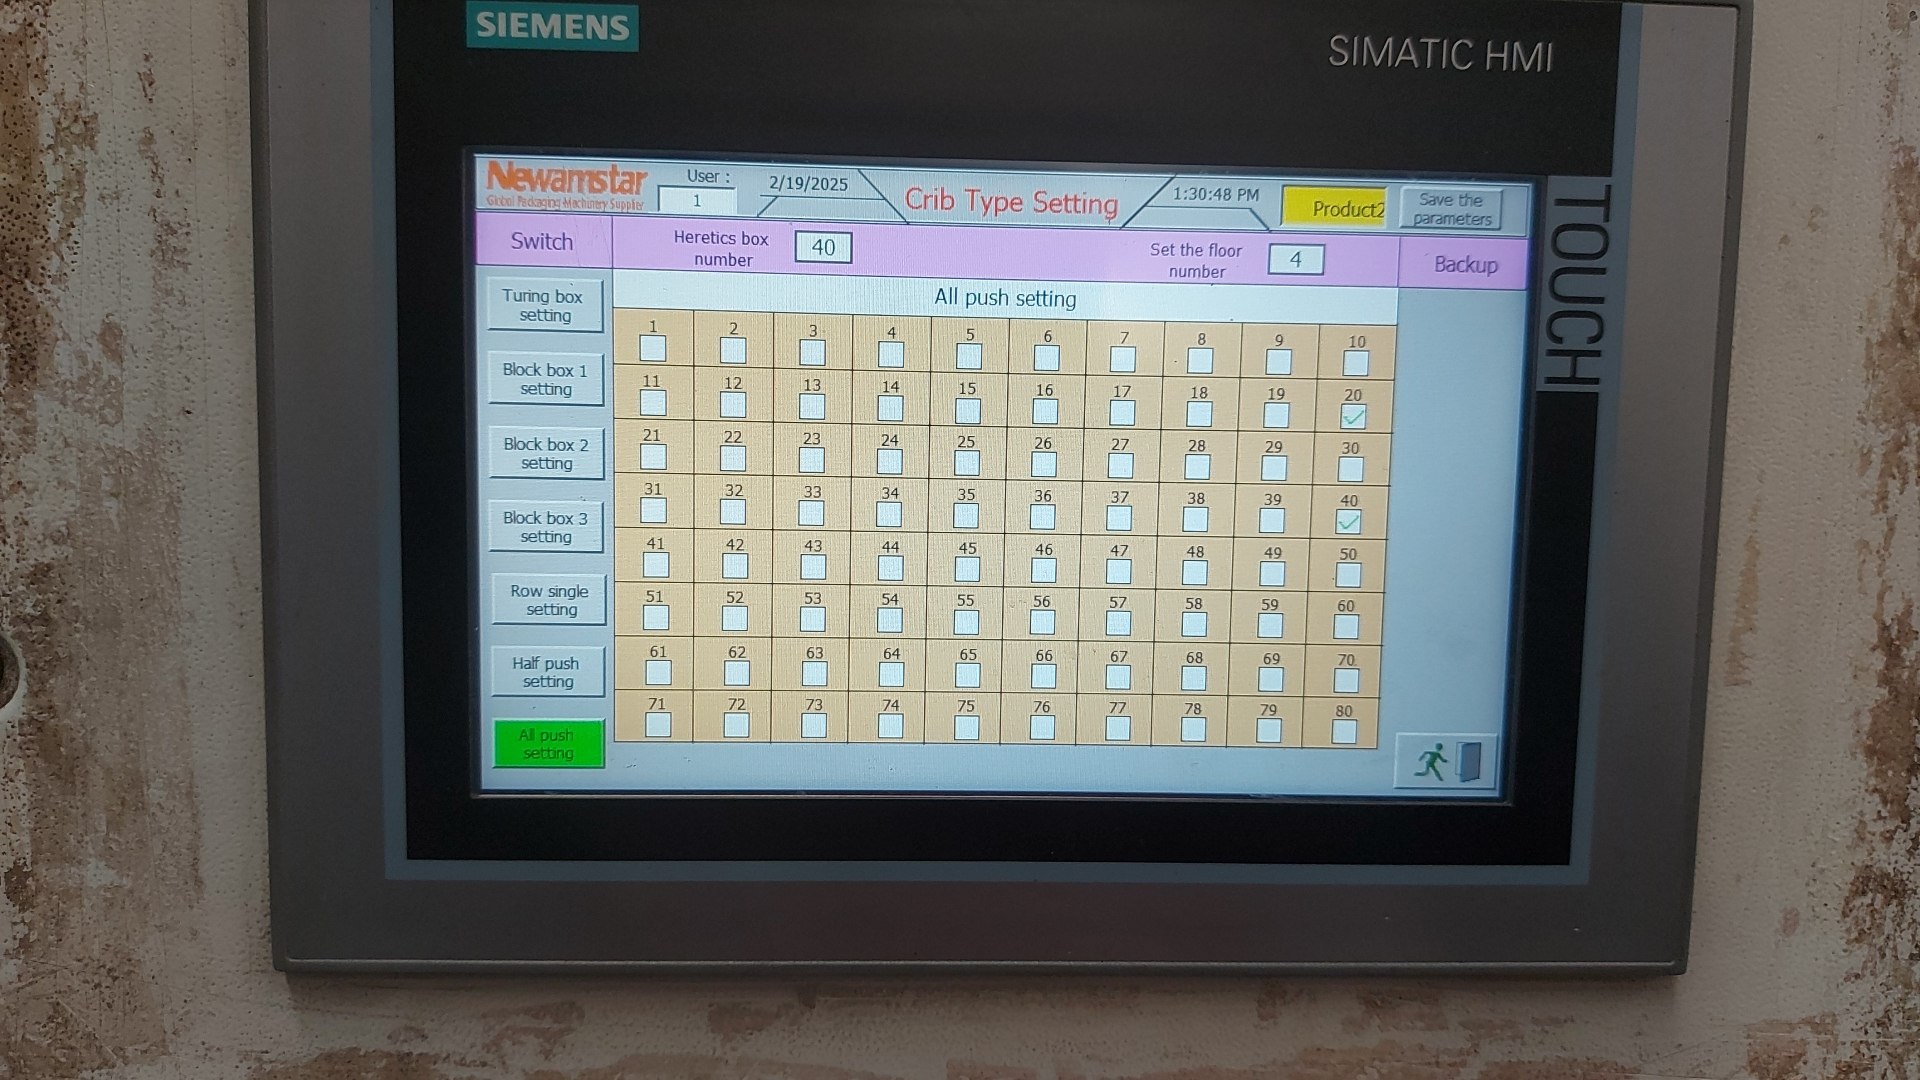 SIEMENS
SIMATIC HMI
TOUCH
Newamstar
Global Packaging Machinery Supplier
User :
1
2/19/2025
Crib Type Setting
1:30:48 PM
Product2
Save the
parameters
Switch
Heretics box
number
40
Set the floor
number
4
Backup
All push setting
Turing box
setting
Block box 1
setting
Block box 2
setting
Block box 3
setting
Row single
setting
Half push
setting
All push
setting
1 2 3 4 5 6 7 8 9 10
11 12 13 14 15 16 17 18 19 20
21 22 23 24 25 26 27 28 29 30
31 32 33 34 35 36 37 38 39 40
41 42 43 44 45 46 47 48 49 50
51 52 53 54 55 56 57 58 59 60
61 62 63 64 65 66 67 68 69 70
71 72 73 74 75 76 77 78 79 80